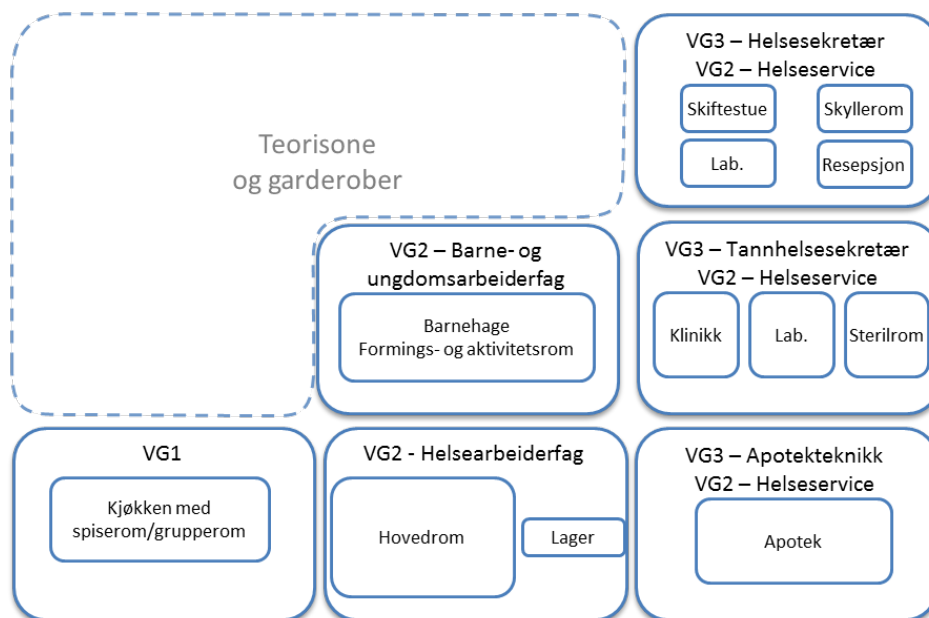 Teorisone
og garderober
VG3 – Helsesekretær
VG2 – Helseservice
Skiftestue
Skyllerom
Lab.
Resepsjon
VG2 – Barne- og
ungdomsarbeiderfag
Barnehage
Formings- og aktivitetsrom
VG3 – Tannhelsesekretær
VG2 – Helseservice
Klinikk
Lab.
Sterilrom
VG1
Kjøkken med
spiserom/grupperom
VG2 - Helsearbeiderfag
Hovedrom
Lager
VG3 – Apotekteknikk
VG2 – Helseservice
Apotek